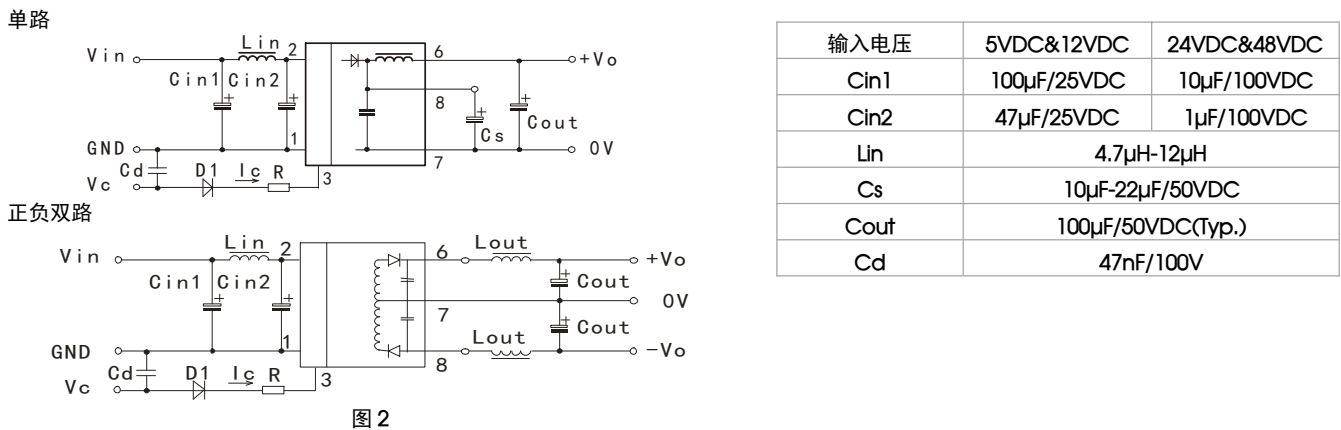 单路
Vin Lin 2 6 +Vo
Cin1 Cin2
8
Cs Cout
GND 1 7 0V
Cd D1 Ic R
Vc 3
正负双路
Vin Lin 2 6 Lout +Vo
Cin1 Cin2 Cout
7 0V
Lout Cout
GND 1 8 -Vo
Cd D1 Ic R
Vc 3
图 2
输入电压 5VDC&12VDC 24VDC&48VDC
Cin1 100μF/25VDC 10μF/100VDC
Cin2 47μF/25VDC 1μF/100VDC
Lin 4.7μH-12μH
Cs 10μF-22μF/50VDC
Cout 100μF/50VDC(Typ.)
Cd 47nF/100V